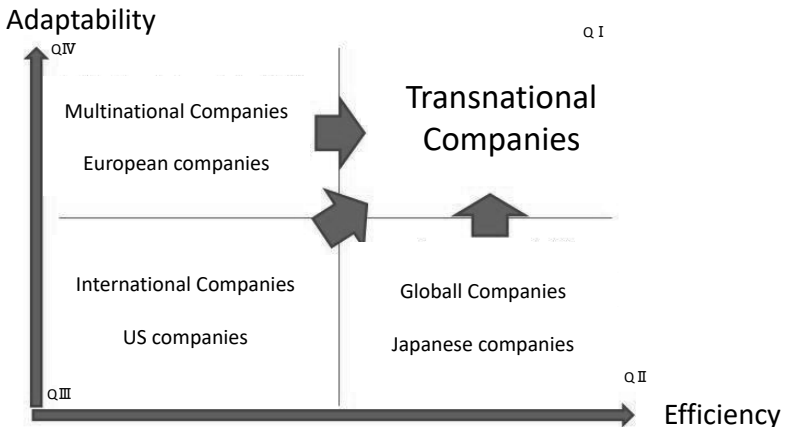 Adaptability
QⅣ
QⅠ
Multinational Companies
European companies
Transnational
Companies
International Companies
US companies
Globall Companies
Japanese companies
QⅢ
QⅡ
Efficiency